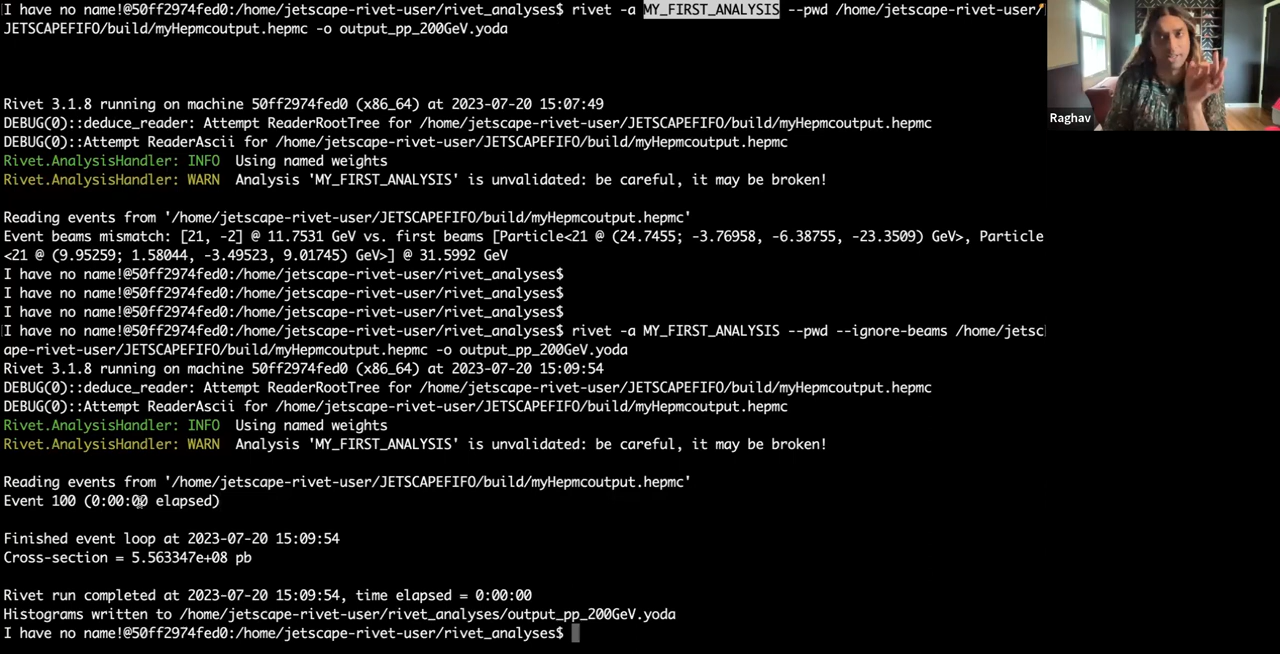 I have no name!@50ff2974fed0:/home/jetscape-rivet-user/rivet_analyses$ rivet -a MY_FIRST_ANALYSIS --pwd /home/jetscape-rivet-user/
JETSCAPEFIFO/build/myHepmcoutput.hepmc -o output_pp_200GeV.yoda
Rivet 3.1.8 running on machine 50ff2974fed0 (x86_64) at 2023-07-20 15:07:49
DEBUG(0)::deduce_reader: Attempt ReaderRootTree for /home/jetscape-rivet-user/JETSCAPEFIFO/build/myHepmcoutput.hepmc
DEBUG(0)::Attempt ReaderAscii for /home/jetscape-rivet-user/JETSCAPEFIFO/build/myHepmcoutput.hepmc
Rivet.AnalysisHandler: INFO  Using named weights
Rivet.AnalysisHandler: WARN  Analysis 'MY_FIRST_ANALYSIS' is unvalidated: be careful, it may be broken!
Reading events from '/home/jetscape-rivet-user/JETSCAPEFIFO/build/myHepmcoutput.hepmc'
Event beams mismatch: [21, -2] @ 11.7531 GeV vs. first beams [Particle<21 @ (24.7455; -3.76958, -6.38755, -23.3509) GeV>, Particle
<21 @ (9.95259; 1.58044, -3.49523, 9.01745) GeV>] @ 31.5992 GeV
I have no name!@50ff2974fed0:/home/jetscape-rivet-user/rivet_analyses$
I have no name!@50ff2974fed0:/home/jetscape-rivet-user/rivet_analyses$
I have no name!@50ff2974fed0:/home/jetscape-rivet-user/rivet_analyses$
I have no name!@50ff2974fed0:/home/jetscape-rivet-user/rivet_analyses$ rivet -a MY_FIRST_ANALYSIS --pwd --ignore-beams /home/jetsc
ape-rivet-user/JETSCAPEFIFO/build/myHepmcoutput.hepmc -o output_pp_200GeV.yoda
Rivet 3.1.8 running on machine 50ff2974fed0 (x86_64) at 2023-07-20 15:09:54
DEBUG(0)::deduce_reader: Attempt ReaderRootTree for /home/jetscape-rivet-user/JETSCAPEFIFO/build/myHepmcoutput.hepmc
DEBUG(0)::Attempt ReaderAscii for /home/jetscape-rivet-user/JETSCAPEFIFO/build/myHepmcoutput.hepmc
Rivet.AnalysisHandler: INFO  Using named weights
Rivet.AnalysisHandler: WARN  Analysis 'MY_FIRST_ANALYSIS' is unvalidated: be careful, it may be broken!
Reading events from '/home/jetscape-rivet-user/JETSCAPEFIFO/build/myHepmcoutput.hepmc'
Event 100 (0:00:00 elapsed)
Finished event loop at 2023-07-20 15:09:54
Cross-section = 5.563347e+08 pb
Rivet run completed at 2023-07-20 15:09:54, time elapsed = 0:00:00
Histograms written to /home/jetscape-rivet-user/rivet_analyses/output_pp_200GeV.yoda
I have no name!@50ff2974fed0:/home/jetscape-rivet-user/rivet_analyses$
Raghav